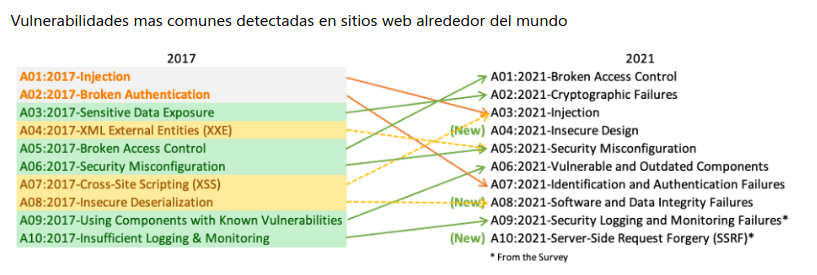 Vulnerabilidades mas comunes detectadas en sitios web alrededor del mundo
2017
2021
A01:2017-Injection
A01:2021-Broken Access Control
A02:2017-Broken Authentication
A02:2021-Cryptographic Failures
A03:2017-Sensitive Data Exposure
A03:2021-Injection
A04:2017-XML External Entities (XXE)
(New) A04:2021-Insecure Design
A05:2017-Broken Access Control
A05:2021-Security Misconfiguration
A06:2017-Security Misconfiguration
A06:2021-Vulnerable and Outdated Components
A07:2017-Cross-Site Scripting (XSS)
A07:2021-Identification and Authentication Failures
A08:2017-Insecure Deserialization
(New) A08:2021-Software and Data Integrity Failures
A09:2017-Using Components with Known Vulnerabilities
A09:2021-Security Logging and Monitoring Failures*
A10:2017-Insufficient Logging & Monitoring
(New) A10:2021-Server-Side Request Forgery (SSRF)*
* From the Survey